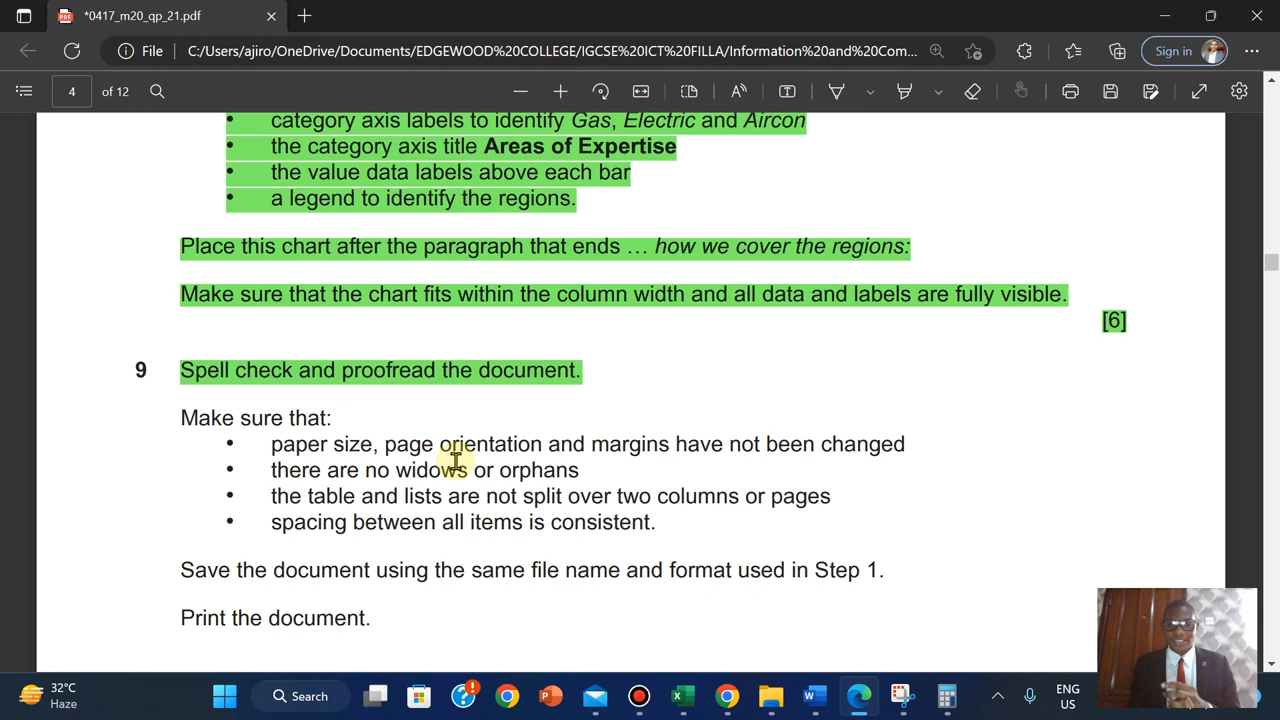 *0417_m20_qp_21.pdf
File
C:/Users/ajiro/OneDrive/Documents/EDGEWOOD%20COLLEGE/IGCSE%20ICT%20FILLA/Information%20and%20Com...
Sign in
4 of 12
• category axis labels to identify Gas, Electric and Aircon
• the category axis title Areas of Expertise
• the value data labels above each bar
• a legend to identify the regions.
Place this chart after the paragraph that ends … how we cover the regions:
Make sure that the chart fits within the column width and all data and labels are fully visible.
[6]
9 Spell check and proofread the document.
Make sure that:
• paper size, page orientation and margins have not been changed
• there are no widows or orphans
• the table and lists are not split over two columns or pages
• spacing between all items is consistent.
Save the document using the same file name and format used in Step 1.
Print the document.
32°C
Haze
Search
ENG
US